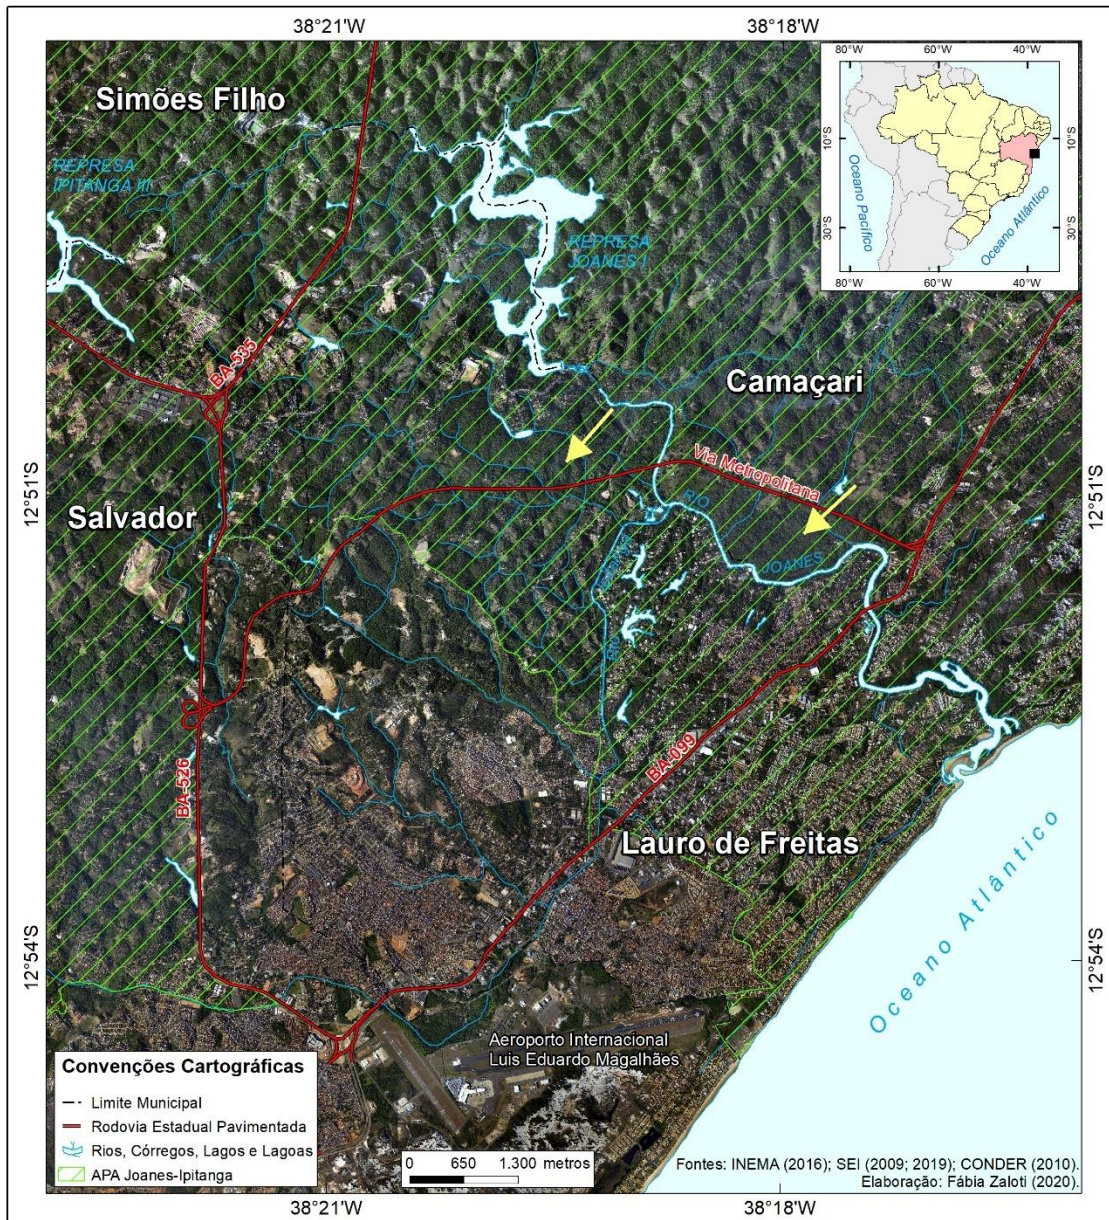 38°21'W
38°18'W
80°W
60°W
40°W
Simões Filho
10°S
10°S
REPRESA
IPITANGA III
Oceano Pacífico
Oceano Atlântico
30°S
30°S
REPRESA
JOANES I
80°W
60°W
40°W
BA-535
Camaçari
Via Metropolitana
12°51'S
12°51'S
Salvador
RIO
JOANES
BA-099
BA-526
Lauro de Freitas
Oceano Atlântico
12°54'S
12°54'S
Aeroporto Internacional
Luis Eduardo Magalhães
Convenções Cartográficas
Limite Municipal
Rodovia Estadual Pavimentada
Rios, Córregos, Lagos e Lagoas
APA Joanes-Ipitanga
0 650 1.300 metros
Fontes: INEMA (2016); SEI (2009; 2019); CONDER (2010).
Elaboração: Fábia Zaloti (2020).
38°21'W
38°18'W